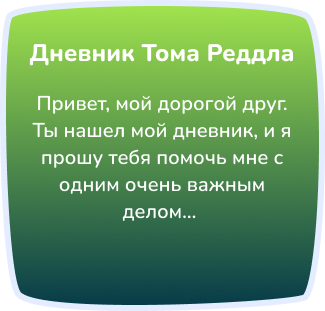 Дневник Тома Реддла
Привет, мой дорогой друг.
Ты нашел мой дневник, и я
прошу тебя помочь мне с
одним очень важным
делом...